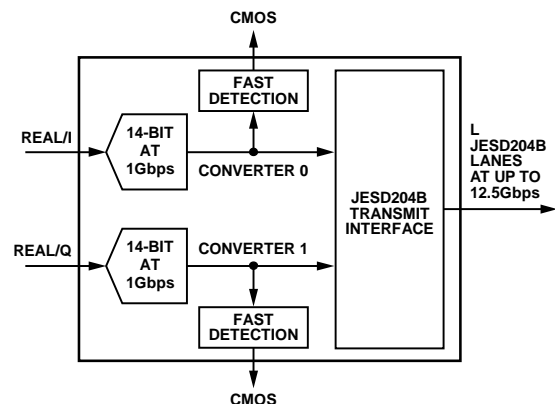 CMOS
FAST
DETECTION
REAL/I
14-BIT
AT
1Gbps
CONVERTER 0
JESD204B
TRANSMIT
INTERFACE
L
JESD204B
LANES
AT UP TO
12.5Gbps
REAL/Q
14-BIT
AT
1Gbps
CONVERTER 1
FAST
DETECTION
CMOS